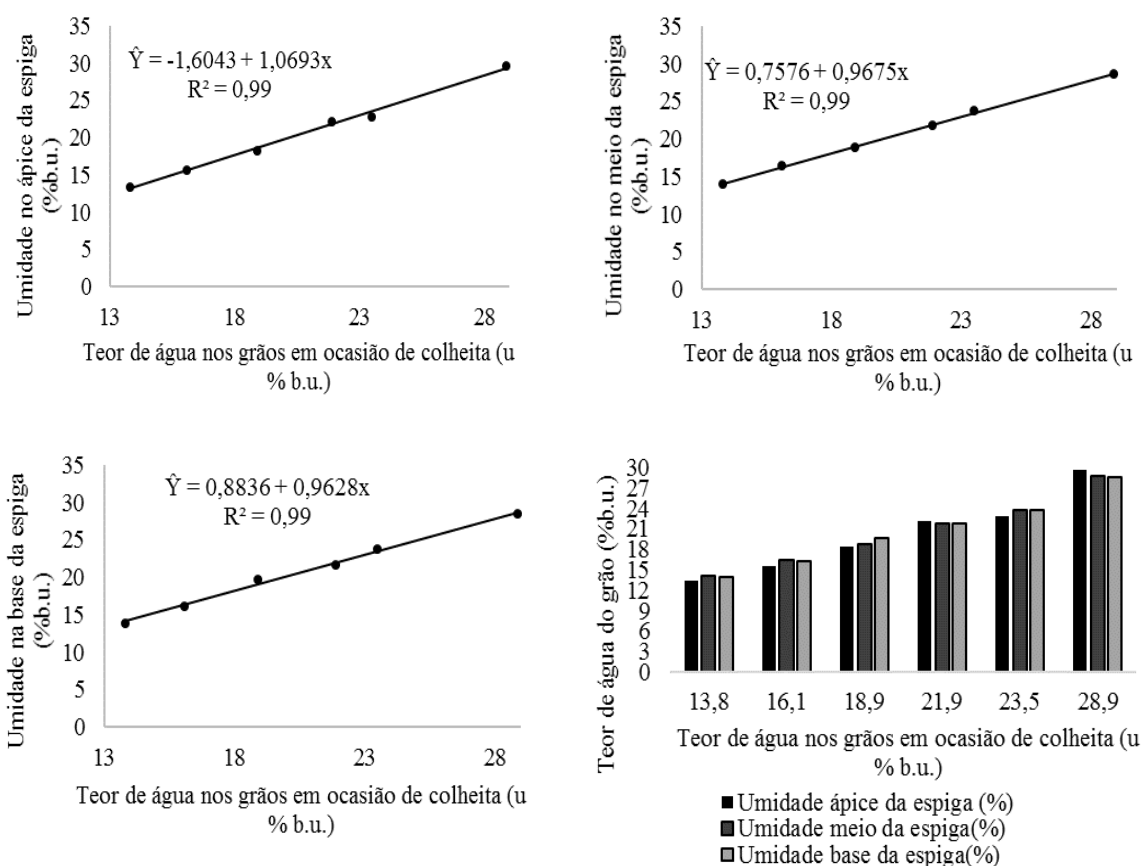 Umidade no ápice da espiga
(%b.u.)
35
30
25
20
15
10
5
0
Ŷ = -1,6043 + 1,0693x
R² = 0,99
13 18 23 28
Teor de água nos grãos em ocasião de colheita (u
% b.u.)
Umidade no meio da espiga
(%b.u.)
35
30
25
20
15
10
5
0
Ŷ = 0,7576 + 0,9675x
R² = 0,99
13 18 23 28
Teor de água nos grãos em ocasião de colheita (u
% b.u.)
Umidade na base da espiga
(%b.u.)
35
30
25
20
15
10
5
0
Ŷ = 0,8836 + 0,9628x
R² = 0,99
13 18 23 28
Teor de água nos grãos em ocasião de colheita (u
% b.u.)
Teor de água do grão (%b.u.)
30
27
24
21
18
15
12
9
6
3
0
13,8 16,1 18,9 21,9 23,5 28,9
Teor de água nos grãos em ocasião de colheita (u
% b.u.)
Umidade ápice da espiga (%)
Umidade meio da espiga(%)
Umidade base da espiga(%)